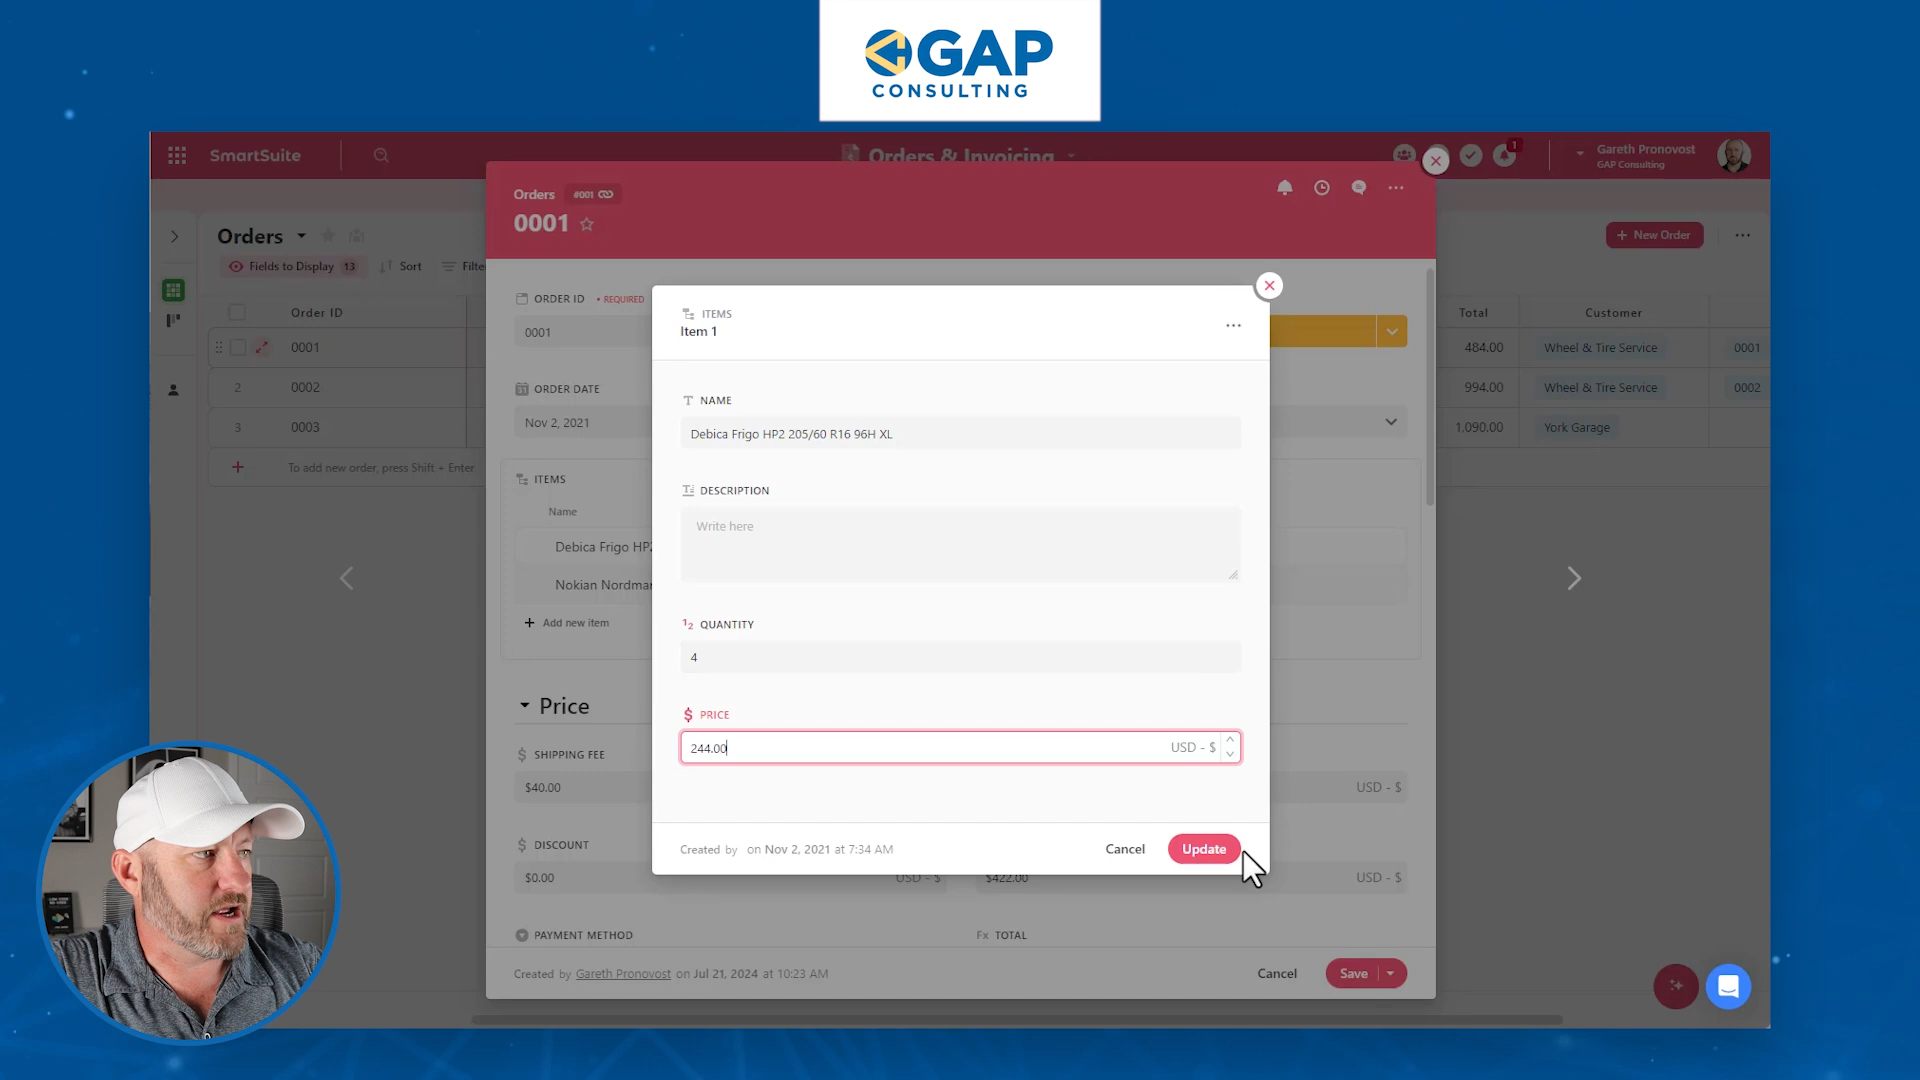 GAP
CONSULTING
SmartSuite
Orders & Invoicing
1
Gareth Pronovost
GAP Consulting
Orders
#001
0001
Orders
New Order
Fields to Display 13
Sort
Order ID
Total
Customer
0001
484.00
Wheel & Tire Service
0001
2
0002
994.00
Wheel & Tire Service
0002
3
0003
1,090.00
York Garage
To add new order, press Shift + Enter
ORDER ID
• REQUIRED
0001
ORDER DATE
Nov 2, 2021
ITEMS
Name
Debica Frigo HP2
Nokian Nordman
Add new item
Price
SHIPPING FEE
$40.00
USD - $
DISCOUNT
$0.00
USD - $
$422.00
USD - $
PAYMENT METHOD
Fx TOTAL
Created by Gareth Pronovost on Jul 21, 2024 at 10:23 AM
Cancel
Save
ITEMS
Item 1
NAME
Debica Frigo HP2 205/60 R16 96H XL
DESCRIPTION
Write here
QUANTITY
4
PRICE
244.00
USD - $
Created by on Nov 2, 2021 at 7:34 AM
Cancel
Update